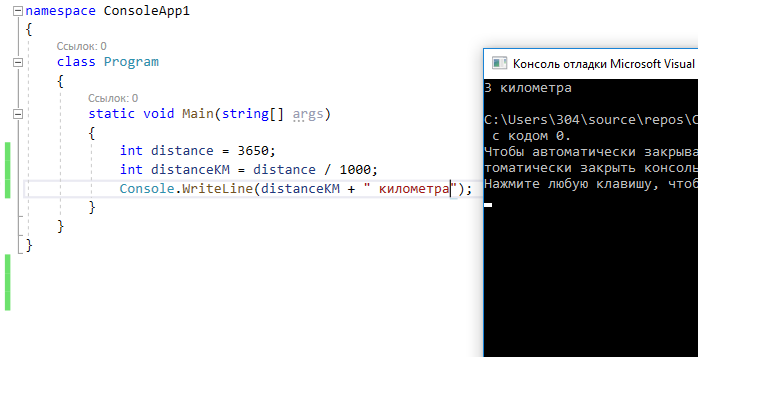 namespace ConsoleApp1
{
Ссылок: 0
class Program
{
Ссылок: 0
static void Main(string[] args)
{
int distance = 3650;
int distanceKM = distance / 1000;
Console.WriteLine(distanceKM + " километра");
}
}
}
Консоль отладки Microsoft Visual
3 километра
C:\Users\304\source\repos\C
с кодом 0.
Чтобы автоматически закрыва
томатически закрыть консоль
Нажмите любую клавишу, чтоб